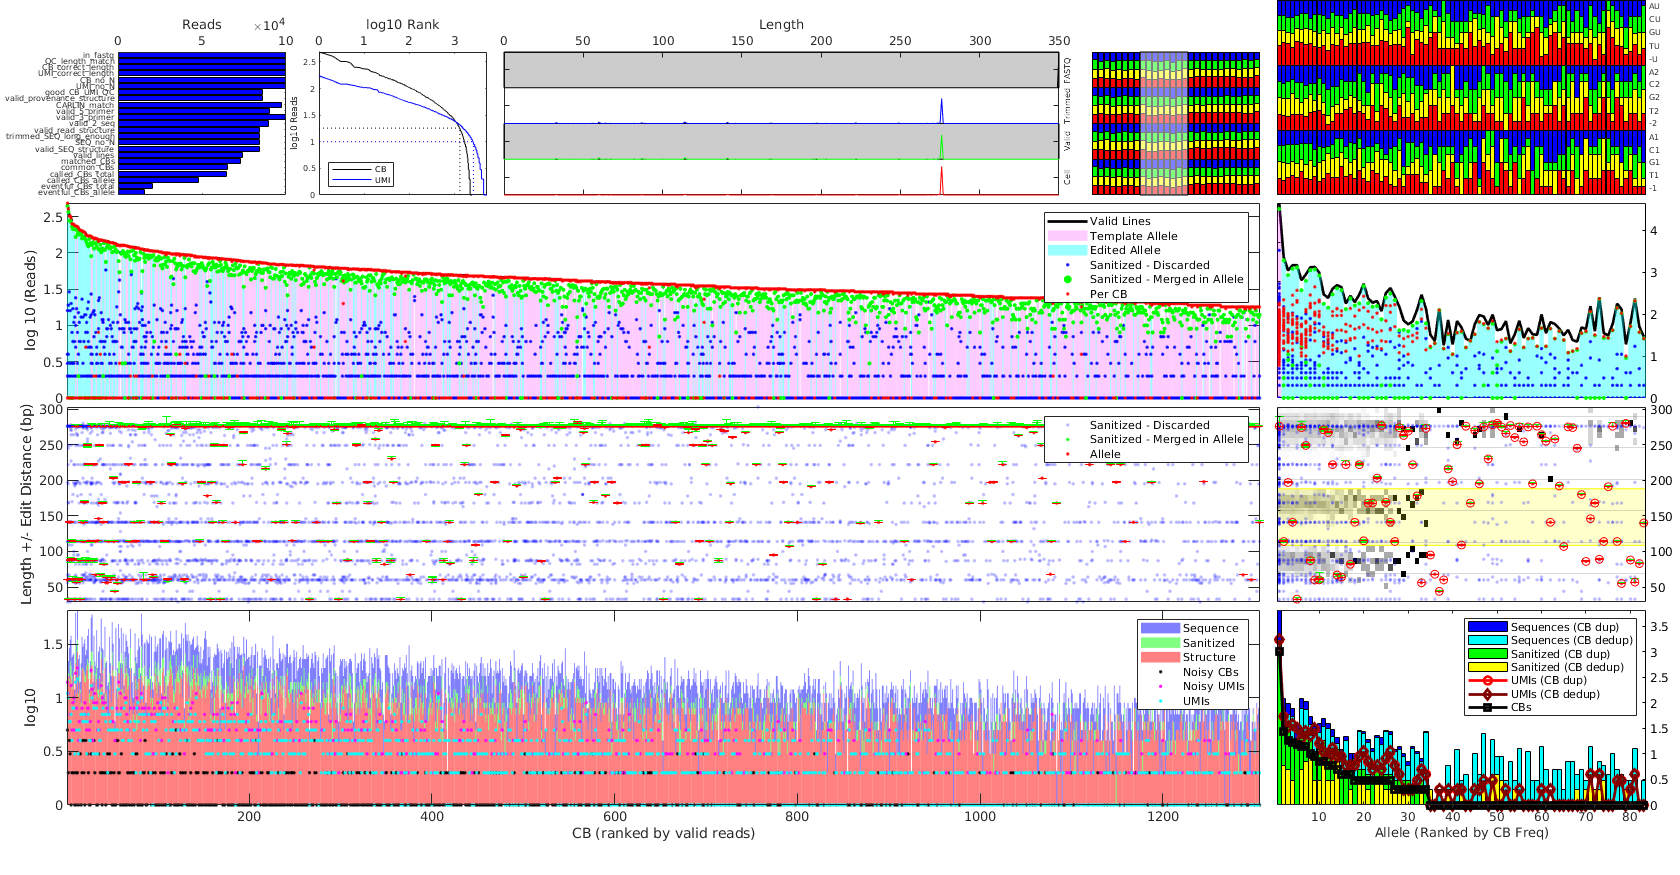 Reads ×10⁴
0 5 10
in_fastq
QC_length_match
CB_correct_length
UMI_correct_length
CB_no_N
UMI_no_N
good_CB_UMI_QC
valid_provenance_structure
CARLIN_match
valid_5_primer
valid_3_primer
valid_2_seq
valid_read_structure
trimmed_SEQ_long_enough
SEQ_no_N
valid_SEQ_structure
valid_lines
matched_CBs
common_CBs
called_CBs_total
called_CBs_allele
eventful_CBs_total
eventful_CBs_allele
log10 Rank
0 1 2 3
log10 Reads
2.5
2
1.5
1
0.5
0
CB
UMI
Length
0 50 100 150 200 250 300 350
FASTQ
Trimmed
Valid
Cell
AU
CU
GU
TU
-U
A2
C2
G2
T2
-2
A1
C1
G1
T1
-1
log 10 (Reads)
2.5
2
1.5
1
0.5
0
Valid Lines
Template Allele
Edited Allele
Sanitized - Discarded
Sanitized - Merged in Allele
Per CB
4
3
2
1
0
Length +/- Edit Distance (bp)
300
250
200
150
100
50
Sanitized - Discarded
Sanitized - Merged in Allele
Allele
300
250
200
150
100
50
log10
1.5
1
0.5
0
Sequence
Sanitized
Structure
Noisy CBs
Noisy UMIs
UMIs
200 400 600 800 1000 1200
CB (ranked by valid reads)
Sequences (CB dup)
Sequences (CB dedup)
Sanitized (CB dup)
Sanitized (CB dedup)
UMIs (CB dup)
UMIs (CB dedup)
CBs
3.5
3
2.5
2
1.5
1
0.5
0
10 20 30 40 50 60 70 80
Allele (Ranked by CB Freq)